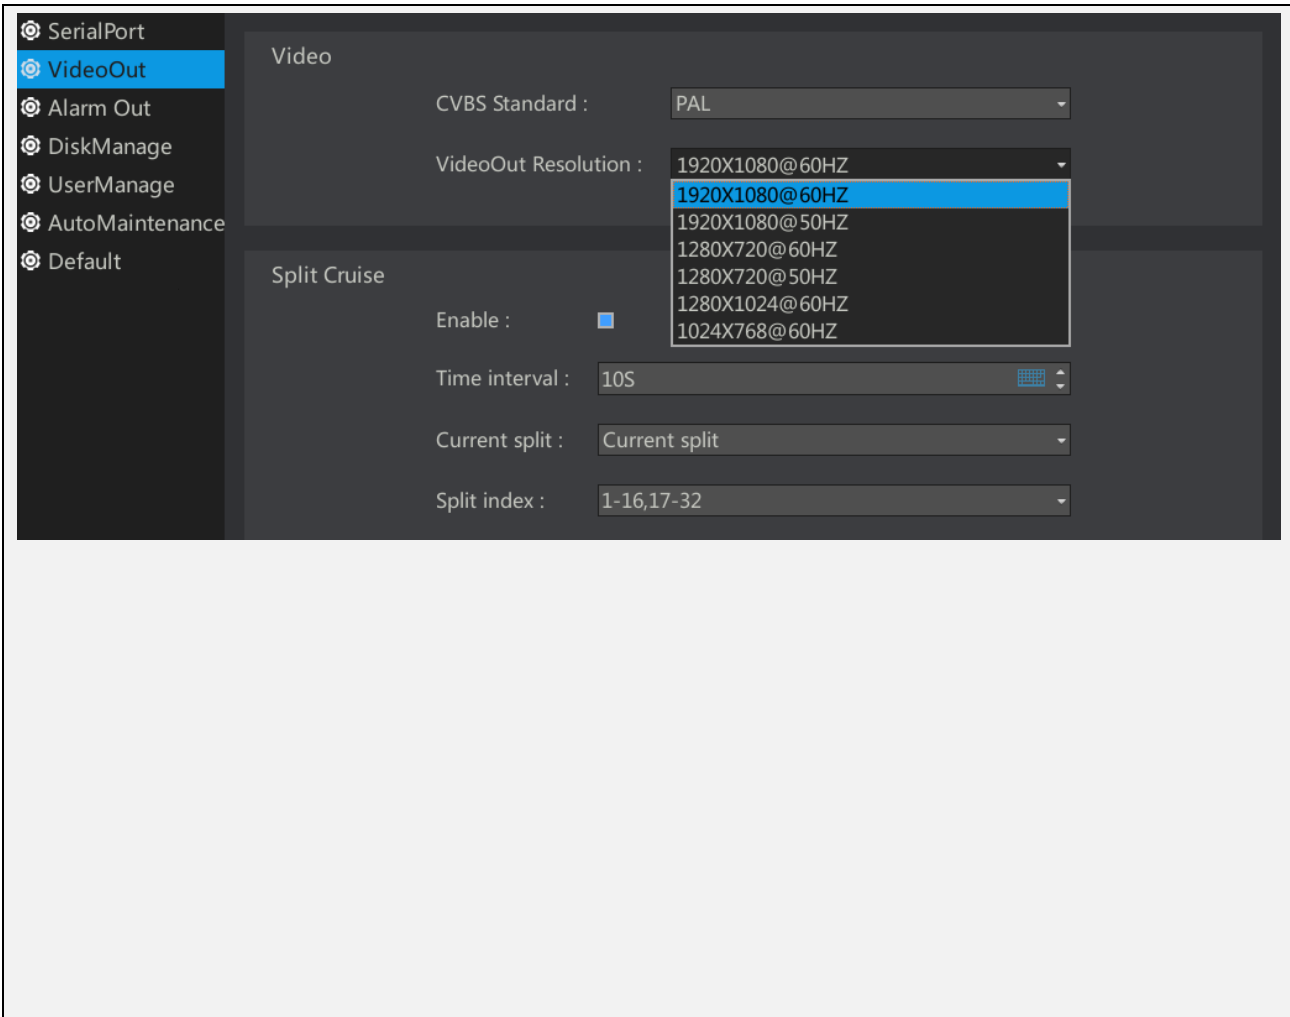 SerialPort
VideoOut
Alarm Out
DiskManage
UserManage
AutoMaintenance
Default
Video
CVBS Standard :
PAL
VideoOut Resolution :
1920X1080@60HZ
1920X1080@60HZ
1920X1080@50HZ
1280X720@60HZ
1280X720@50HZ
1280X1024@60HZ
1024X768@60HZ
Split Cruise
Enable :
Time interval :
10S
Current split :
Current split
Split index :
1-16,17-32